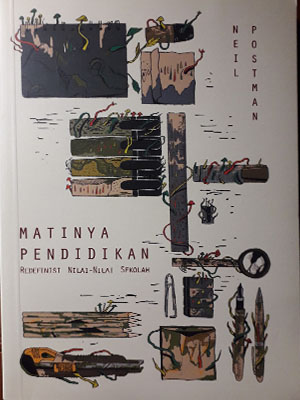 NEIL
POSTMAN
MATINYA
PENDIDIKAN
REDEFINISI NILAI-NILAI SEKOLAH